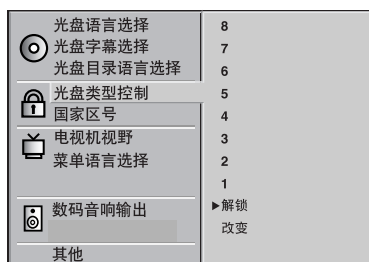 光盘语言选择
光盘字幕选择
光盘目录语言选择
光盘类型控制
国家区号
电视机视野
菜单语言选择
数码音响输出
其他
8
7
6
5
4
3
2
1
▶解锁
改变